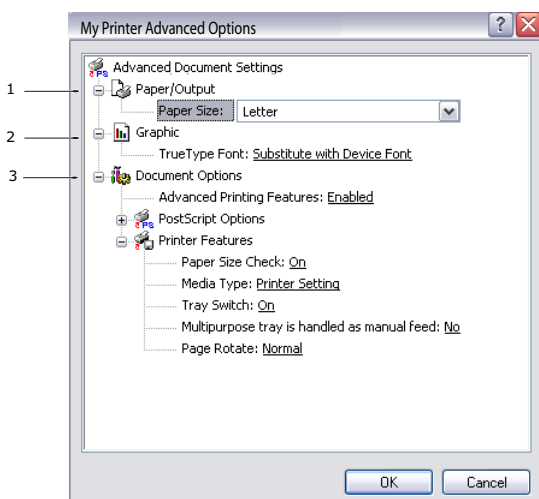 My Printer Advanced Options
Advanced Document Settings
1
Paper/Output
Paper Size: Letter
2
Graphic
TrueType Font: Substitute with Device Font
3
Document Options
Advanced Printing Features: Enabled
PostScript Options
Printer Features
Paper Size Check: On
Media Type: Printer Setting
Tray Switch: On
Multipurpose tray is handled as manual feed: No
Page Rotate: Normal
OK Cancel